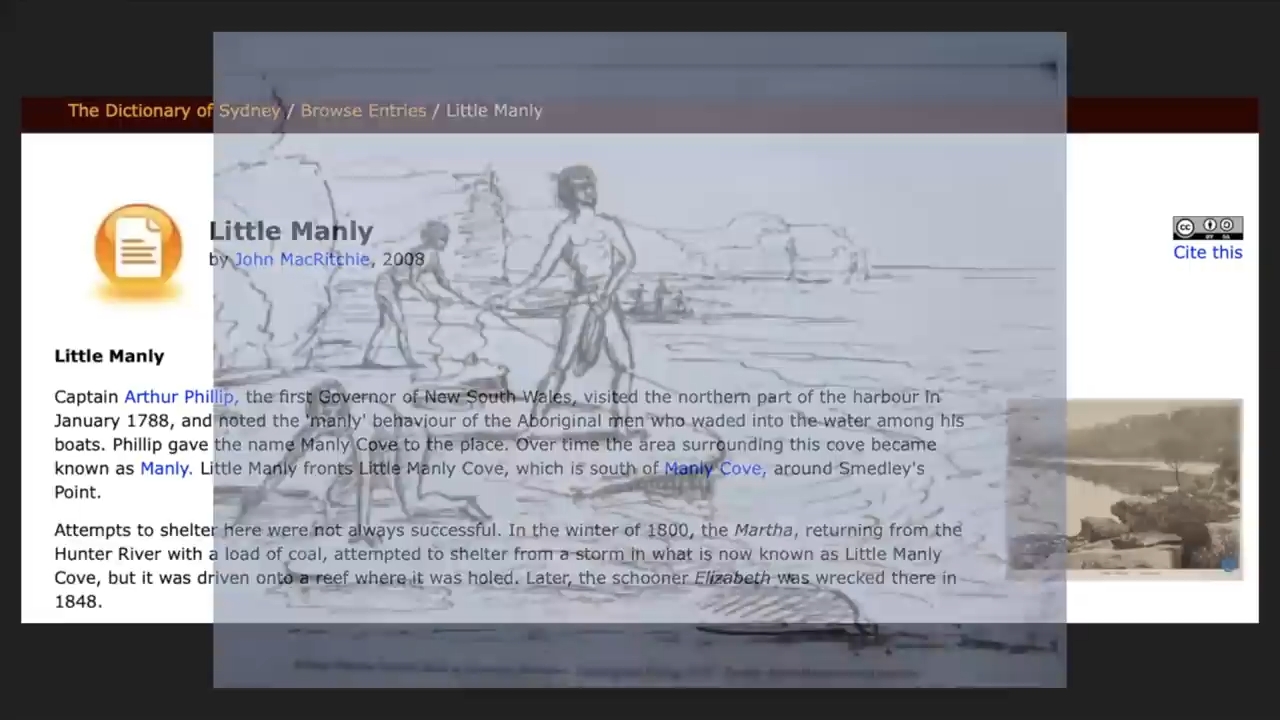 The Dictionary of Sydney / Browse Entries / Little Manly
Little Manly
by John MacRitchie, 2008
Cite this
Little Manly
Captain Arthur Phillip, the first Governor of New South Wales, visited the northern part of the harbour in
January 1788, and noted the 'manly' behaviour of the Aboriginal men who waded into the water among his
boats. Phillip gave the name Manly Cove to the place. Over time the area surrounding this cove became
known as Manly. Little Manly fronts Little Manly Cove, which is south of Manly Cove, around Smedley's
Point.
Attempts to shelter here were not always successful. In the winter of 1800, the Martha, returning from the
Hunter River with a load of coal, attempted to shelter from a storm in what is now known as Little Manly
Cove, but it was driven onto a reef where it was holed. Later, the schooner Elizabeth was wrecked there in
1848.